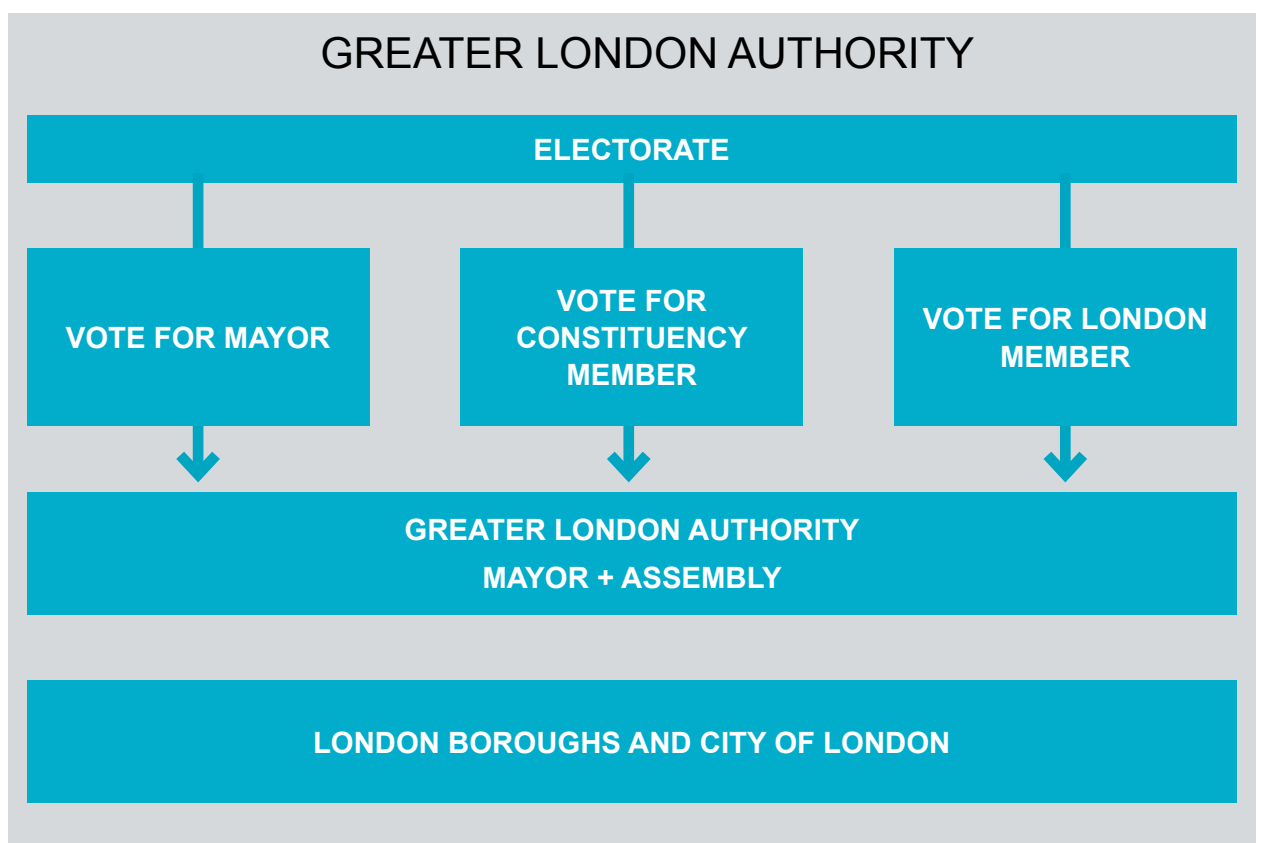 GREATER LONDON AUTHORITY
ELECTORATE
VOTE FOR MAYOR
VOTE FOR
CONSTITUENCY
MEMBER
VOTE FOR LONDON
MEMBER
GREATER LONDON AUTHORITY
MAYOR + ASSEMBLY
LONDON BOROUGHS AND CITY OF LONDON